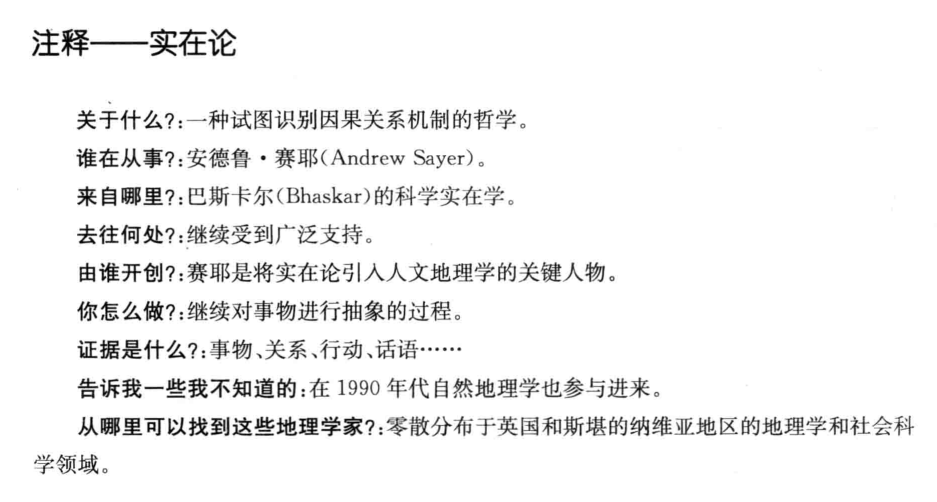 注释——实在论
关于什么?:一种试图识别因果关系机制的哲学。
谁在从事?:安德鲁·赛耶(Andrew Sayer)。
来自哪里?:巴斯卡尔(Bhaskar)的科学实在学。
去往何处?:继续受到广泛支持。
由谁开创?:赛耶是将实在论引入人文地理学的关键人物。
你怎么做?:继续对事物进行抽象的过程。
证据是什么?:事物、关系、行动、话语……
告诉我一些我不知道的:在 1990 年代自然地理学也参与进来。
从哪里可以找到这些地理学家?:零散分布于英国和斯堪的纳维亚地区的地理学和社会科
学领域。